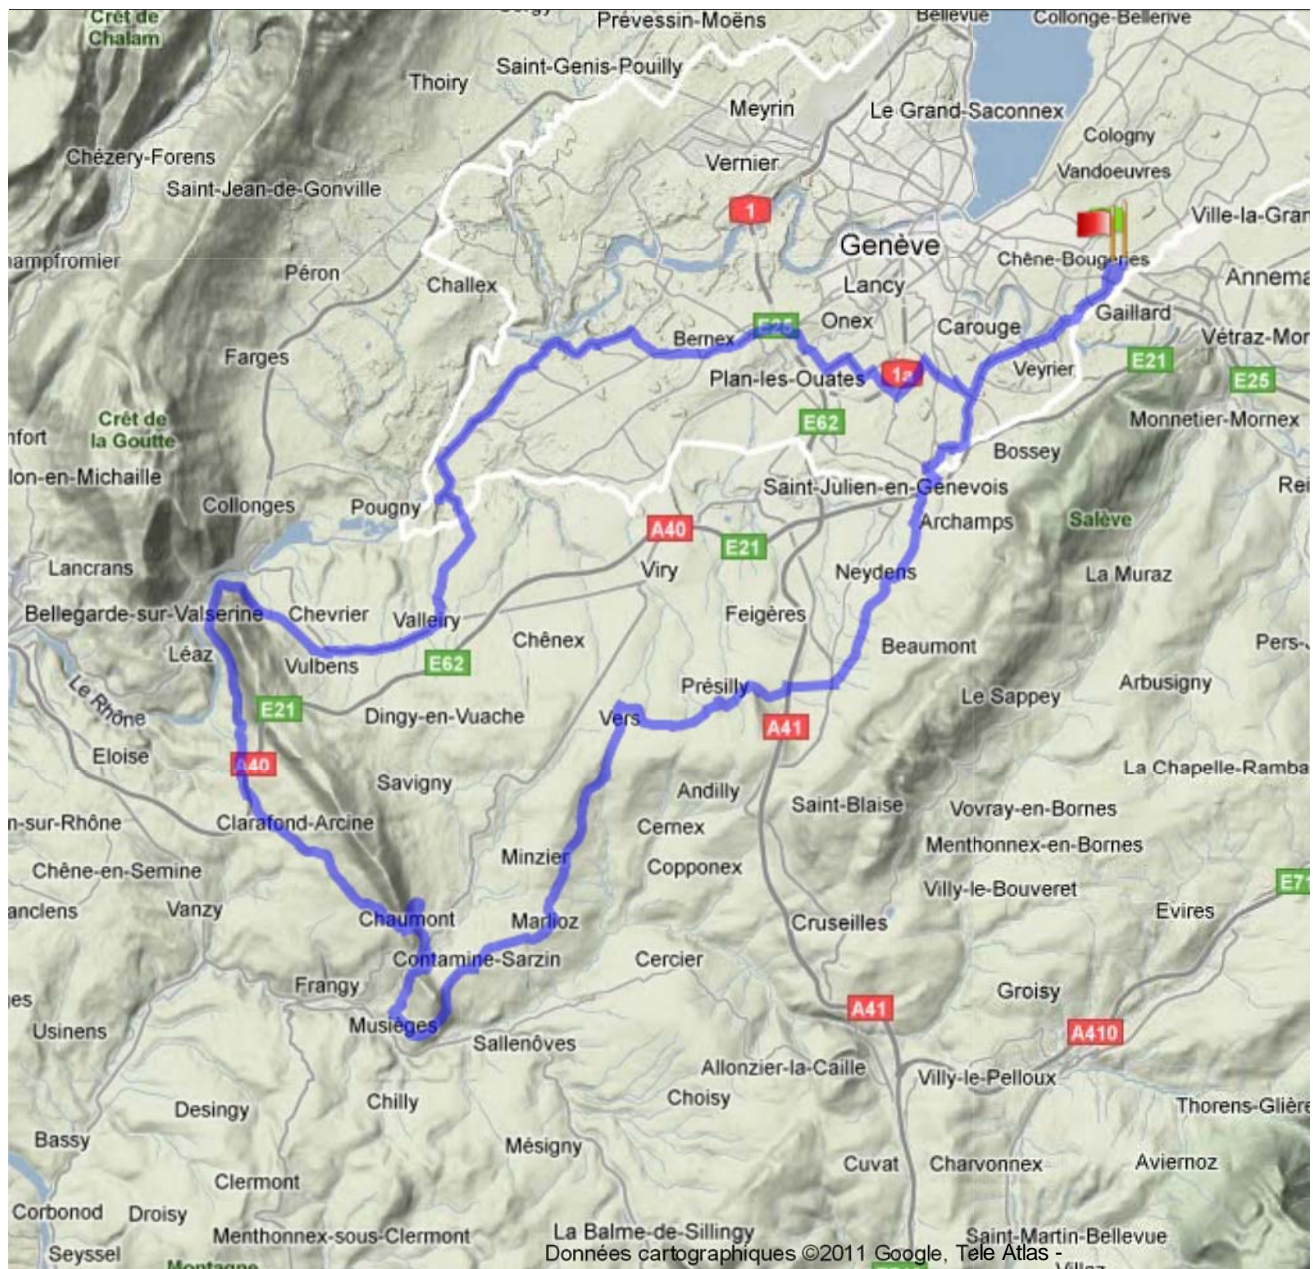 Crêt de
Chalam
Prévessin-Moëns
Bellevue
Collonge-Bellerive
Thoiry
Saint-Genis-Pouilly
Meyrin
Le Grand-Saconnex
Cologny
Chézery-Forens
Vernier
Vandoeuvres
Saint-Jean-de-Gonville
1
Ville-la-Gran
Genève
hampfromier
Péron
Challex
Chêne-Bougeries
Annema
Lancy
Gaillard
E25
Onex
Carouge
Bernex
Vétraz-Mon
Farges
E21
Veyrier
Plan-les-Ouates
1a
E25
Crêt de
la Goutte
E62
Monnetier-Mornex
nfort
Bossey
lon-en-Michaille
Saint-Julien-en-Genevois
Rei
Collonges
Pougny
A40
Archamps
Salève
E21
Lancrans
Viry
Neydens
La Muraz
Bellegarde-sur-Valserine
Chevrier
Valleiry
Feigères
Chênex
Beaumont
Pers-J
Léaz
Vulbens
E62
Présilly
Arbusigny
Le Rhône
Le Sappey
E21
Dingy-en-Vuache
Vers
A41
Eloise
A40
La Chapelle-Ramba
Savigny
Andilly
Saint-Blaise
Vovray-en-Bornes
n-sur-Rhône
Clarafond-Arcine
Cernex
Menthonnex-en-Bornes
Minzier
Chêne-en-Semine
Copponex
E71
Villy-le-Bouveret
anclens
Vanzy
Chaumont
Marlioz
Cruseilles
Evires
Contamine-Sarzin
Cercier
Frangy
Groisy
ges
A41
Usinens
Musièges
A410
Sallenôves
Allonzier-la-Caille
Villy-le-Pelloux
Desingy
Chilly
Choisy
Thorens-Glière
Bassy
Mésigny
Cuvat
Charvonnex
Aviernoz
Clermont
Corbonod
Droisy
Menthonnex-sous-Clermont
La Balme-de-Sillingy
Saint-Martin-Bellevue
Seyssel
Données cartographiques ©2011 Google, Tele Atlas -
Montagne